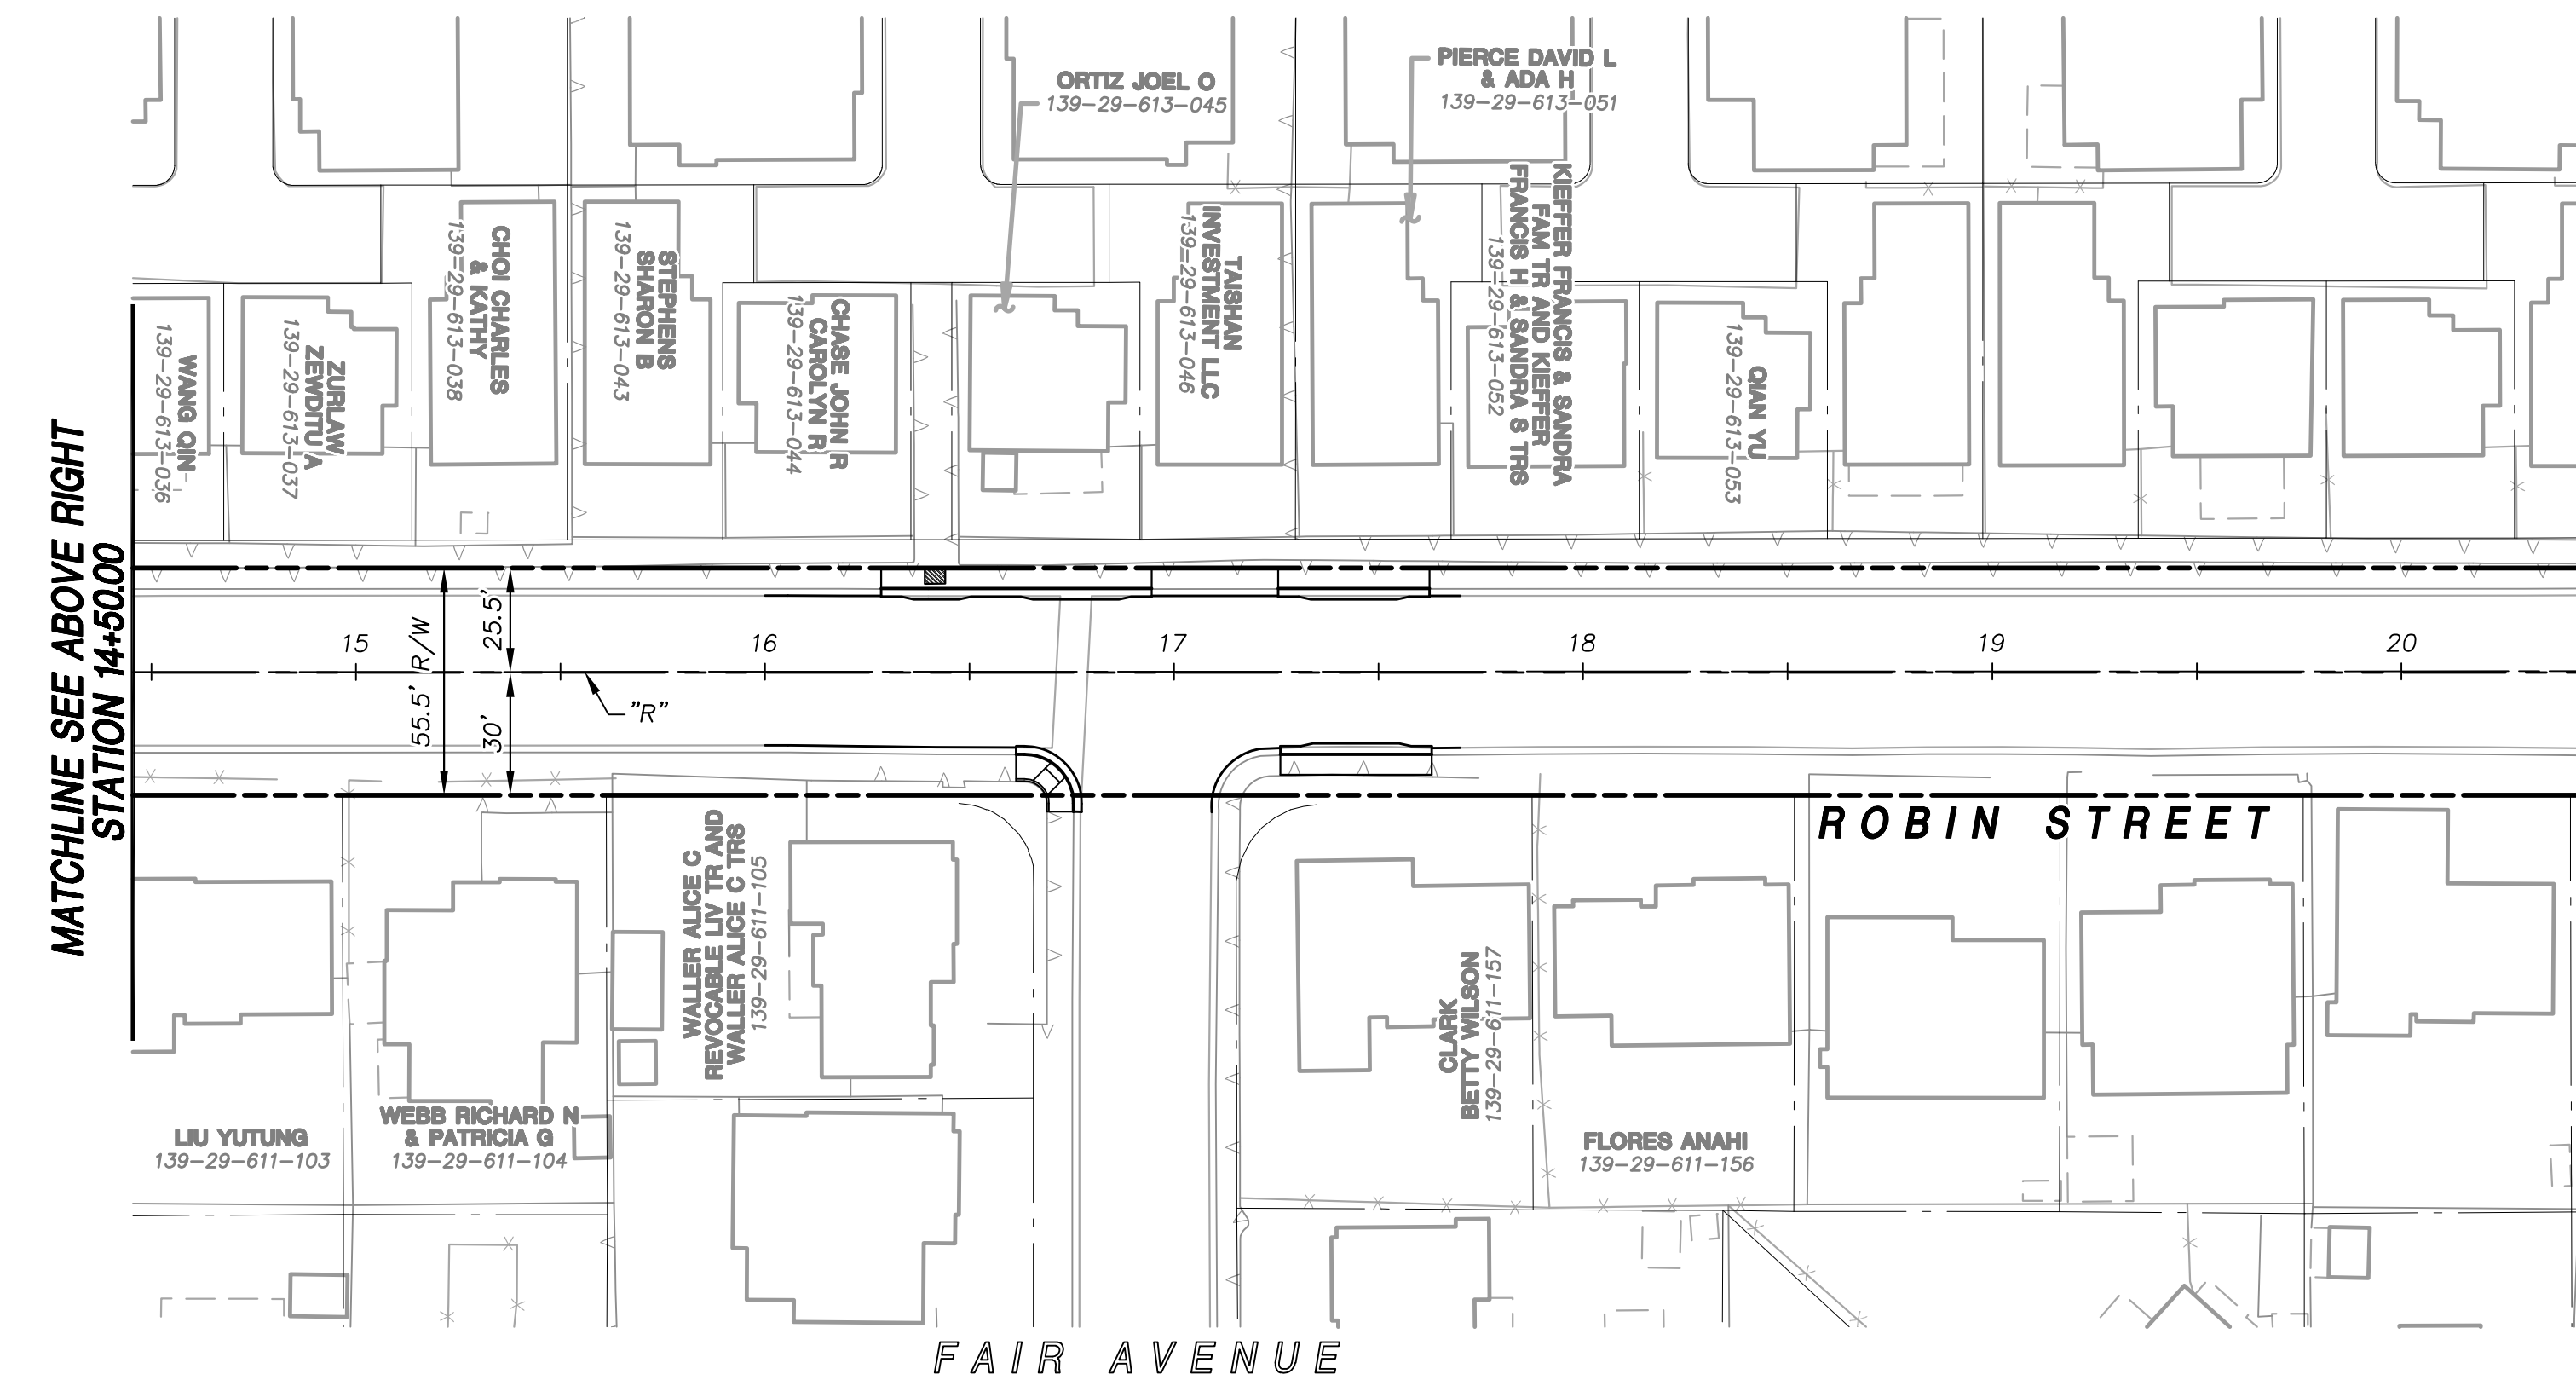 ORTIZ JOEL O
139-29-613-045
PIERCE DAVID L
& ADA H
139-29-613-051
WANG QIN
139-29-613-036
ZURLAW
ZEWDITU A
139-29-613-037
CHOI CHARLES
& KATHY
139-29-613-038
STEPHENS
SHARON B
139-29-613-043
CHASE JOHN R
CAROLYN R
139-29-613-044
TAISHAN
INVESTMENT LLC
139-29-613-046
KIEFFER FRANCIS & SANDRA
FAM TR AND KIEFFER
FRANCIS H & SANDRA S TRS
139-29-613-052
QIAN YU
139-29-613-053
MATCHLINE SEE ABOVE RIGHT
STATION 14+50.00
55.5' R/W
25.5'
30'
15
16
17
18
19
20
"R"
ROBIN STREET
WALLER ALICE C
REVOCABLE LIV TR AND
WALLER ALICE C TRS
139-29-611-105
CLARK
BETTY WILSON
139-29-611-157
LIU YUTUNG
139-29-611-103
WEBB RICHARD N
& PATRICIA G
139-29-611-104
FLORES ANAHI
139-29-611-156
FAIR AVENUE